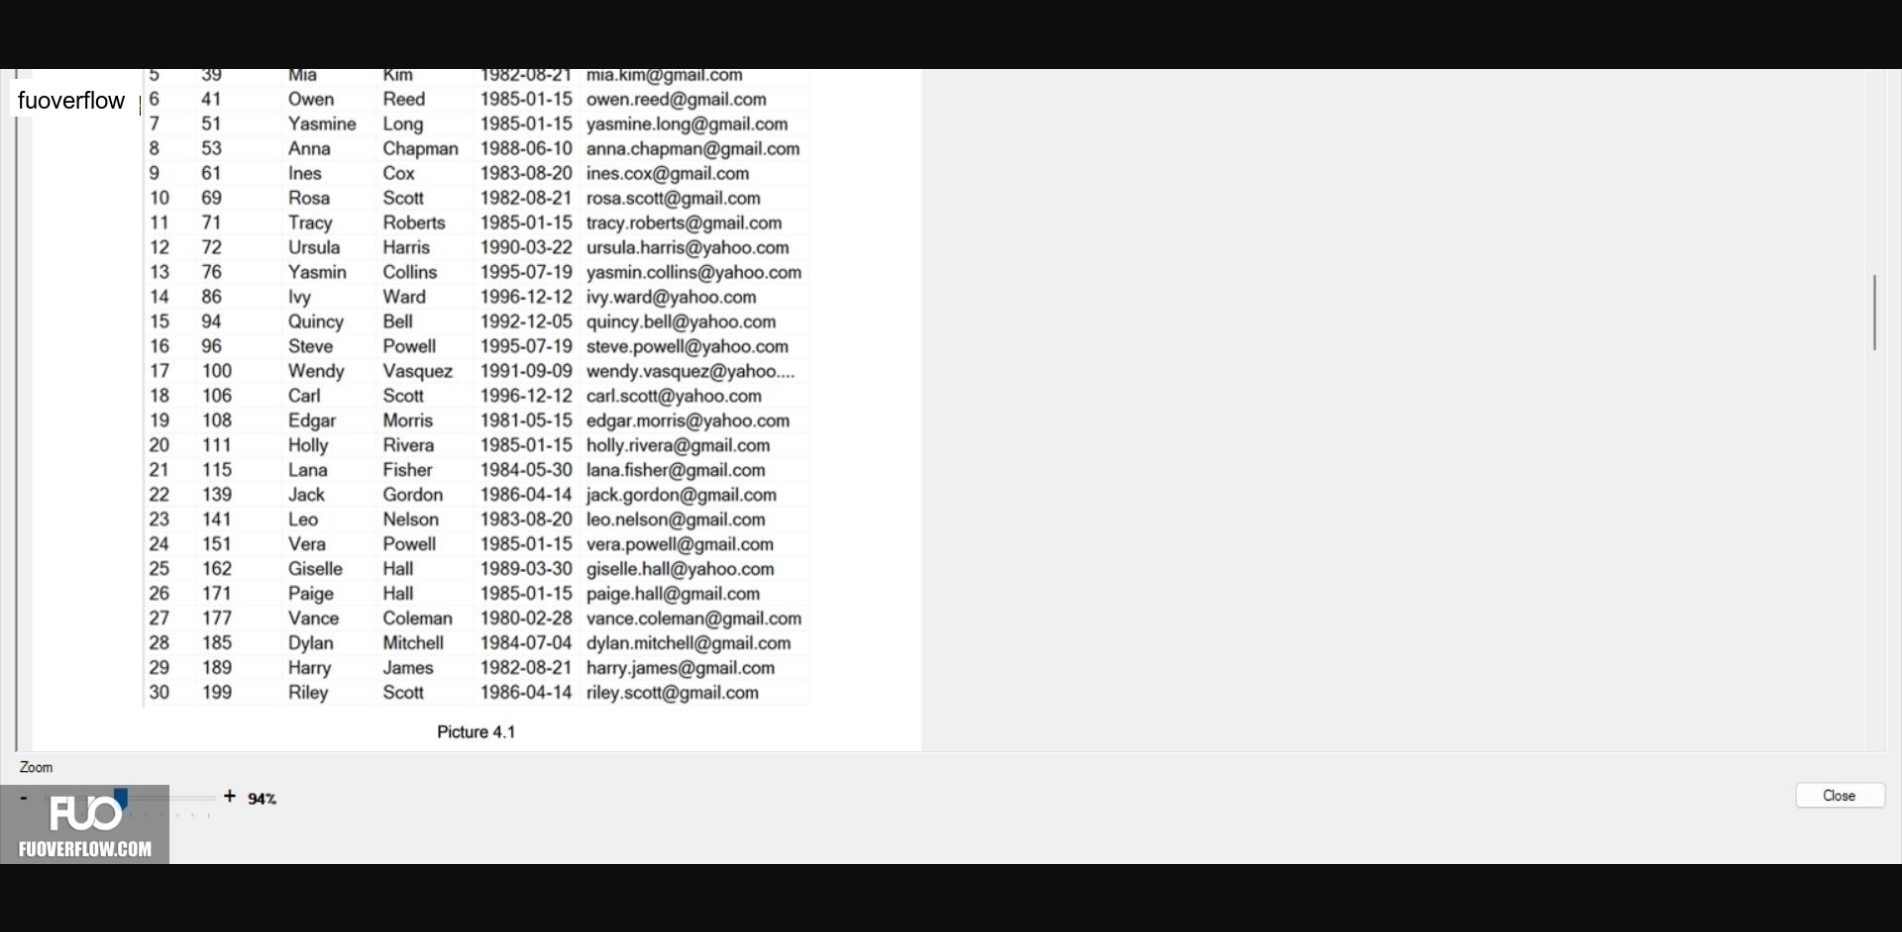 5 39 Mia Kim 1982-08-21 mia.kim@gmail.com
fuoverflow
6 41 Owen Reed 1985-01-15 owen.reed@gmail.com
7 51 Yasmine Long 1985-01-15 yasmine.long@gmail.com
8 53 Anna Chapman 1988-06-10 anna.chapman@gmail.com
9 61 Ines Cox 1983-08-20 ines.cox@gmail.com
10 69 Rosa Scott 1982-08-21 rosa.scott@gmail.com
11 71 Tracy Roberts 1985-01-15 tracy.roberts@gmail.com
12 72 Ursula Harris 1990-03-22 ursula.harris@yahoo.com
13 76 Yasmin Collins 1995-07-19 yasmin.collins@yahoo.com
14 86 Ivy Ward 1996-12-12 ivy.ward@yahoo.com
15 94 Quincy Bell 1992-12-05 quincy.bell@yahoo.com
16 96 Steve Powell 1995-07-19 steve.powell@yahoo.com
17 100 Wendy Vasquez 1991-09-09 wendy.vasquez@yahoo....
18 106 Carl Scott 1996-12-12 carl.scott@yahoo.com
19 108 Edgar Morris 1981-05-15 edgar.morris@yahoo.com
20 111 Holly Rivera 1985-01-15 holly.rivera@gmail.com
21 115 Lana Fisher 1984-05-30 lana.fisher@gmail.com
22 139 Jack Gordon 1986-04-14 jack.gordon@gmail.com
23 141 Leo Nelson 1983-08-20 leo.nelson@gmail.com
24 151 Vera Powell 1985-01-15 vera.powell@gmail.com
25 162 Giselle Hall 1989-03-30 giselle.hall@yahoo.com
26 171 Paige Hall 1985-01-15 paige.hall@gmail.com
27 177 Vance Coleman 1980-02-28 vance.coleman@gmail.com
28 185 Dylan Mitchell 1984-07-04 dylan.mitchell@gmail.com
29 189 Harry James 1982-08-21 harry.james@gmail.com
30 199 Riley Scott 1986-04-14 riley.scott@gmail.com
Picture 4.1
Zoom
- + 94%
Close
FUO
FUOVERFLOW.COM